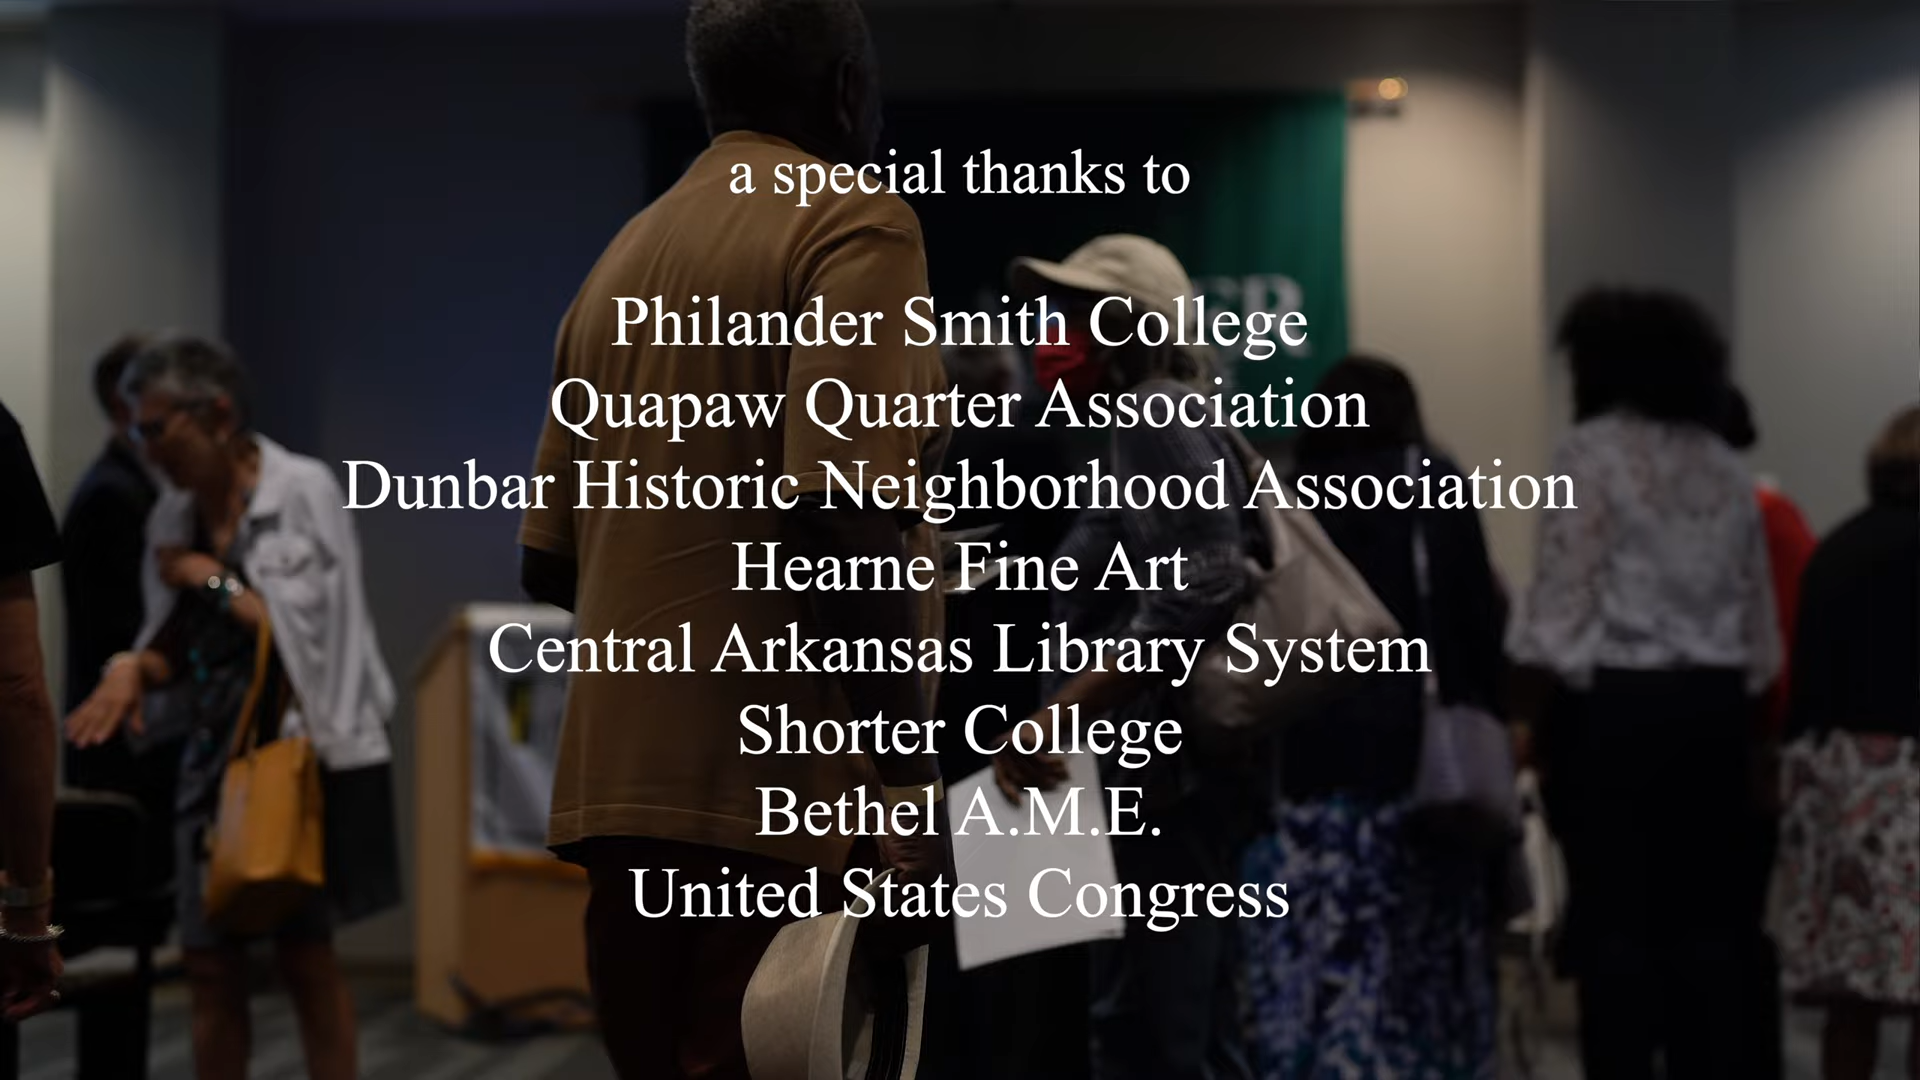 a special thanks to
Philander Smith College
Quapaw Quarter Association
Dunbar Historic Neighborhood Association
Hearne Fine Art
Central Arkansas Library System
Shorter College
Bethel A.M.E.
United States Congress